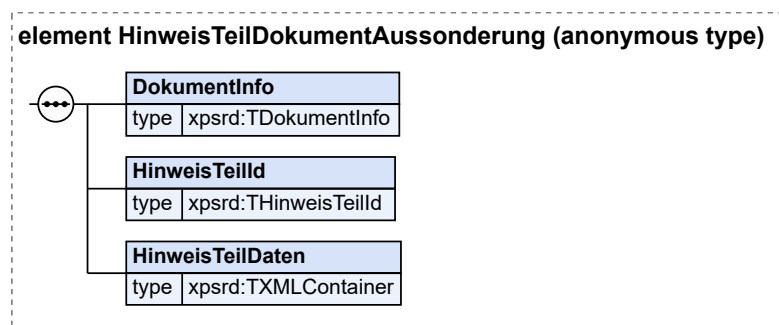 element HinweisTeilDokumentAussonderung (anonymous type)
DokumentInfo
type xpsrd:TDokumentInfo
HinweisTeilId
type xpsrd:THinweisTeilId
HinweisTeilDaten
type xpsrd:TXMLContainer